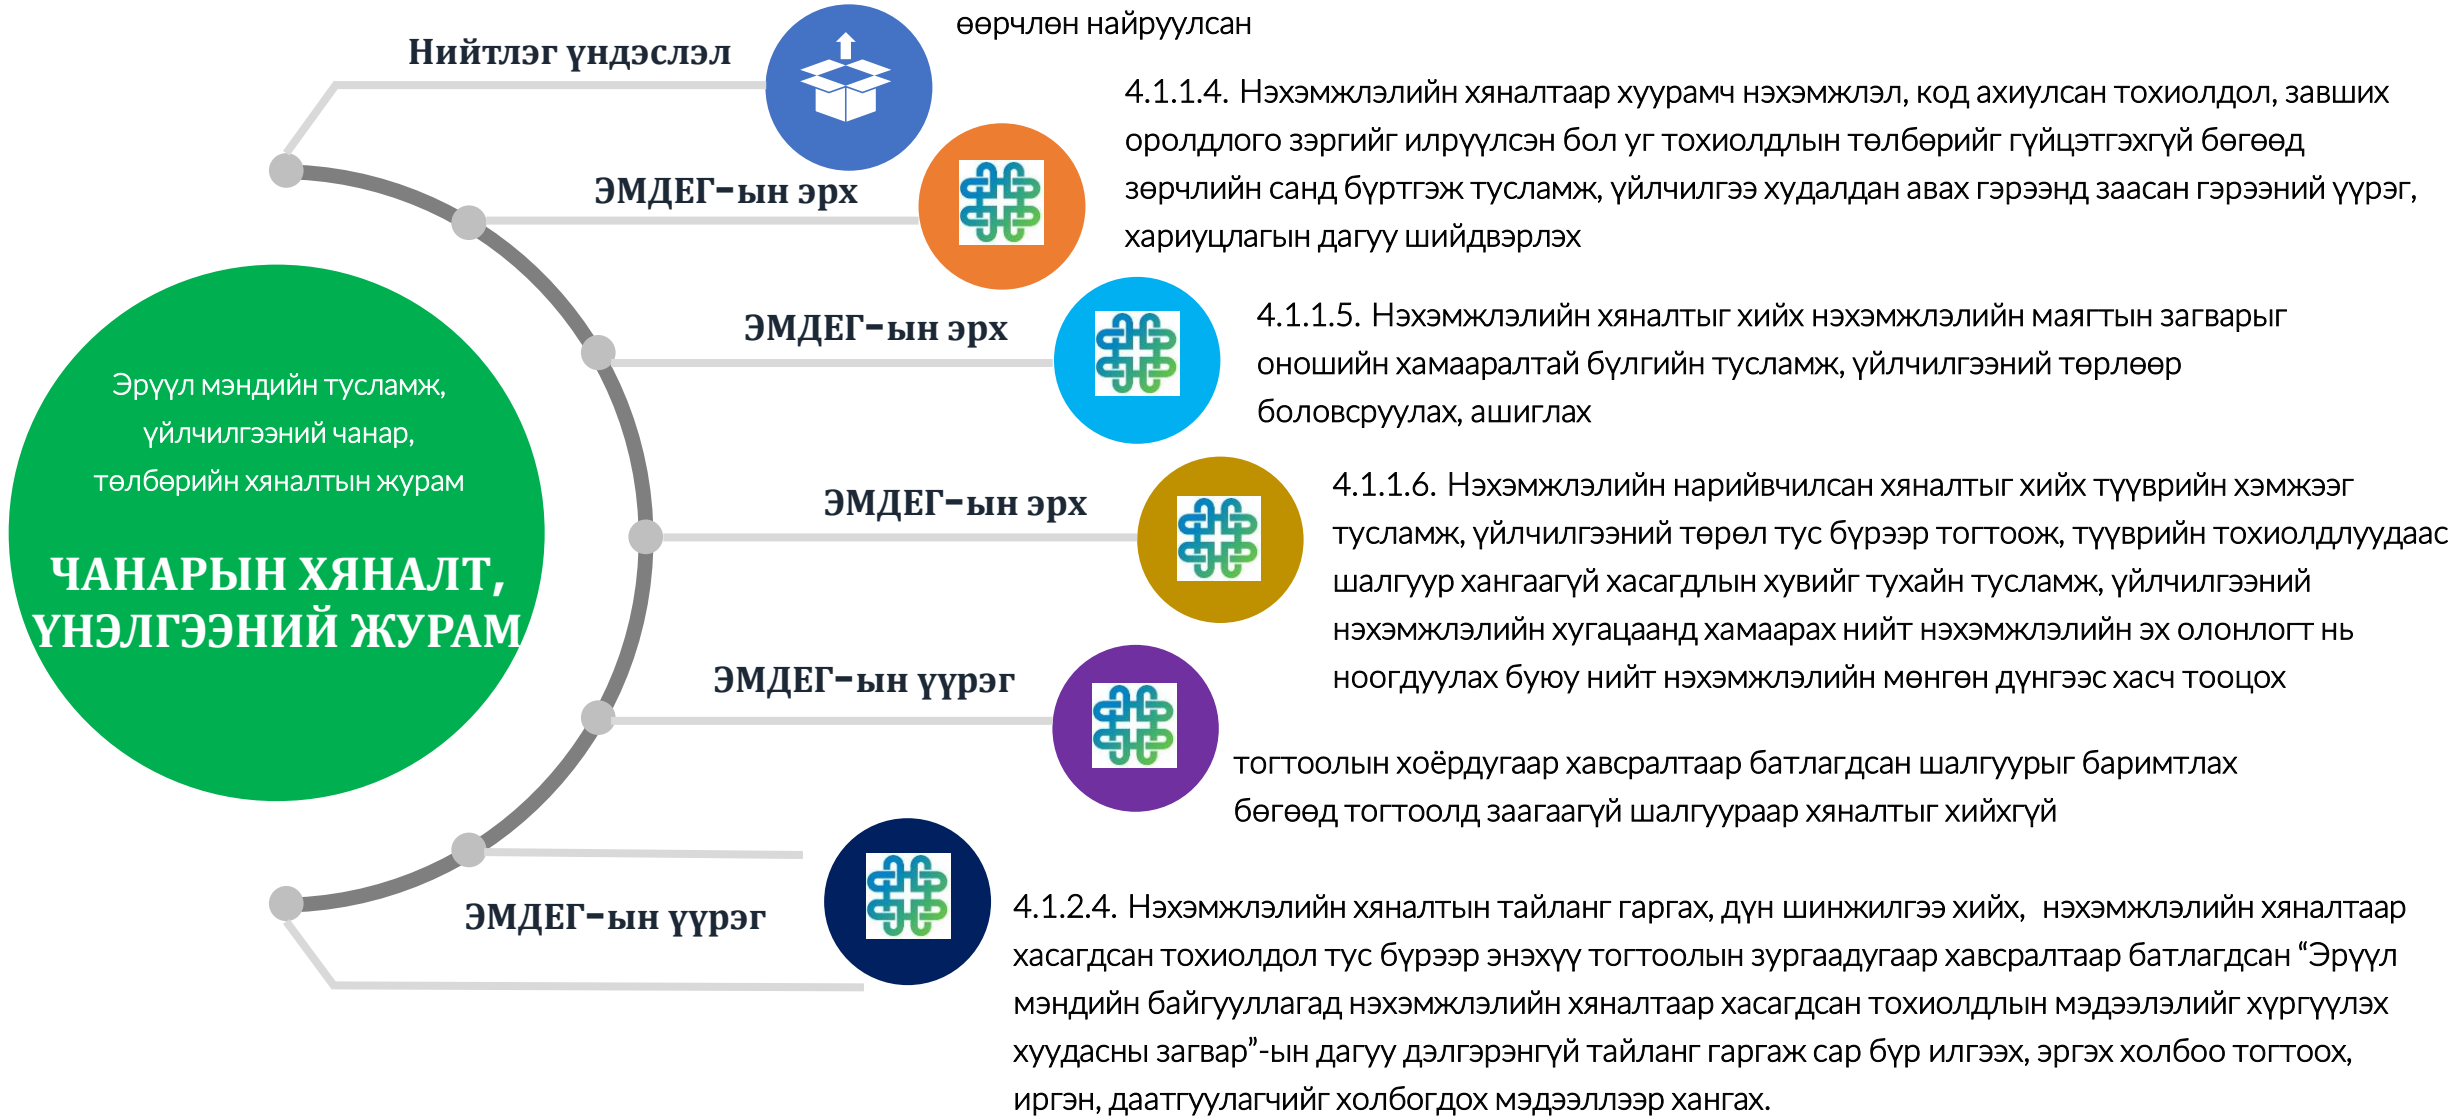 өөрчлөн найруулсан
Нийтлэг үндэслэл
4.1.1.4. Нэхэмжлэлийн хяналтаар хуурамч нэхэмжлэл, код ахиулсан тохиолдол, завших
оролдлого зэргийг илрүүлсэн бол уг тохиолдлын төлбөрийг гүйцэтгэхгүй бөгөөд
зөрчлийн санд бүртгэж тусламж, үйлчилгээ худалдан авах гэрээнд заасан гэрээний үүрэг,
хариуцлагын дагуу шийдвэрлэх
ЭМДЕГ-ын эрх
4.1.1.5. Нэхэмжлэлийн хяналтыг хийх нэхэмжлэлийн маягтын загварыг
оношийн хамааралтай бүлгийн тусламж, үйлчилгээний төрлөөр
боловсруулах, ашиглах
ЭМДЕГ-ын эрх
Эрүүл мэндийн тусламж,
үйлчилгээний чанар,
төлбөрийн хяналтын журам
ЧАНАРЫН ХЯНАЛТ,
ҮНЭЛГЭЭНИЙ ЖУРАМ
4.1.1.6. Нэхэмжлэлийн нарийвчилсан хяналтыг хийх түүврийн хэмжээг
тусламж, үйлчилгээний төрөл тус бүрээр тогтоож, түүврийн тохиолдлуудаас
шалгуур хангаагүй хасагдлын хувийг тухайн тусламж, үйлчилгээний
нэхэмжлэлийн хугацаанд хамаарах нийт нэхэмжлэлийн эх олонлогт нь
ноогдуулах буюу нийт нэхэмжлэлийн мөнгөн дүнгээс хасч тооцох
ЭМДЕГ-ын эрх
ЭМДЕГ-ын үүрэг
тогтоолын хоёрдугаар хавсралтаар батлагдсан шалгуурыг баримтлах
бөгөөд тогтоолд заагаагүй шалгуураар хяналтыг хийхгүй
ЭМДЕГ-ын үүрэг
4.1.2.4. Нэхэмжлэлийн хяналтын тайланг гаргах, дүн шинжилгээ хийх, нэхэмжлэлийн хяналтаар
хасагдсан тохиолдол тус бүрээр энэхүү тогтоолын зургаадугаар хавсралтаар батлагдсан “Эрүүл
мэндийн байгууллагад нэхэмжлэлийн хяналтаар хасагдсан тохиолдлын мэдээлэлийг хүргүүлэх
хуудасны загвар”-ын дагуу дэлгэрэнгүй тайланг гаргаж сар бүр илгээх, эргэх холбоо тогтоох,
иргэн, даатгуулагчийг холбогдох мэдээллээр хангах.